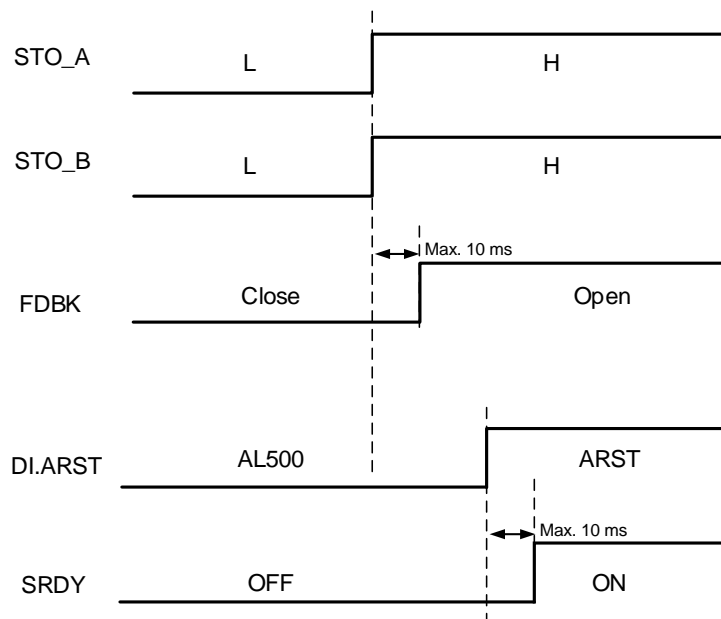 STO_A
L
H
STO_B
L
H
Max. 10 ms
FDBK
Close
Open
DI.ARST
AL500
ARST
Max. 10 ms
SRDY
OFF
ON